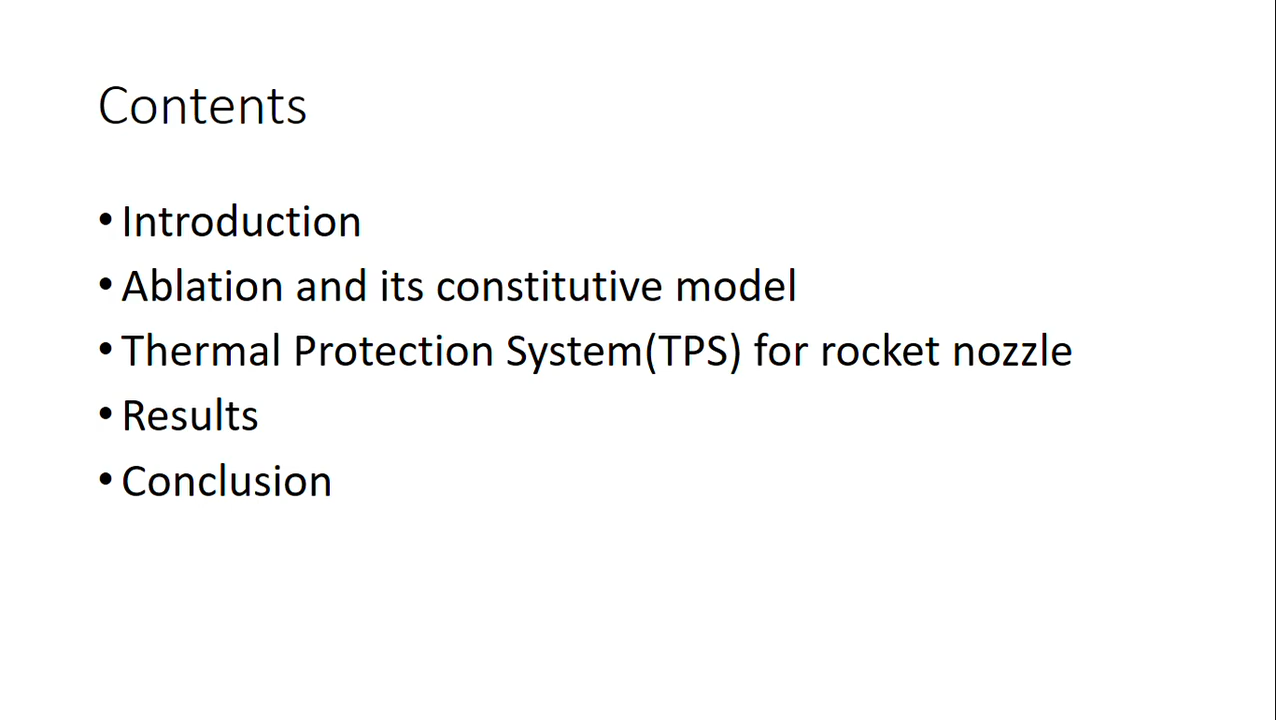 Contents
• Introduction
• Ablation and its constitutive model
• Thermal Protection System(TPS) for rocket nozzle
• Results
• Conclusion